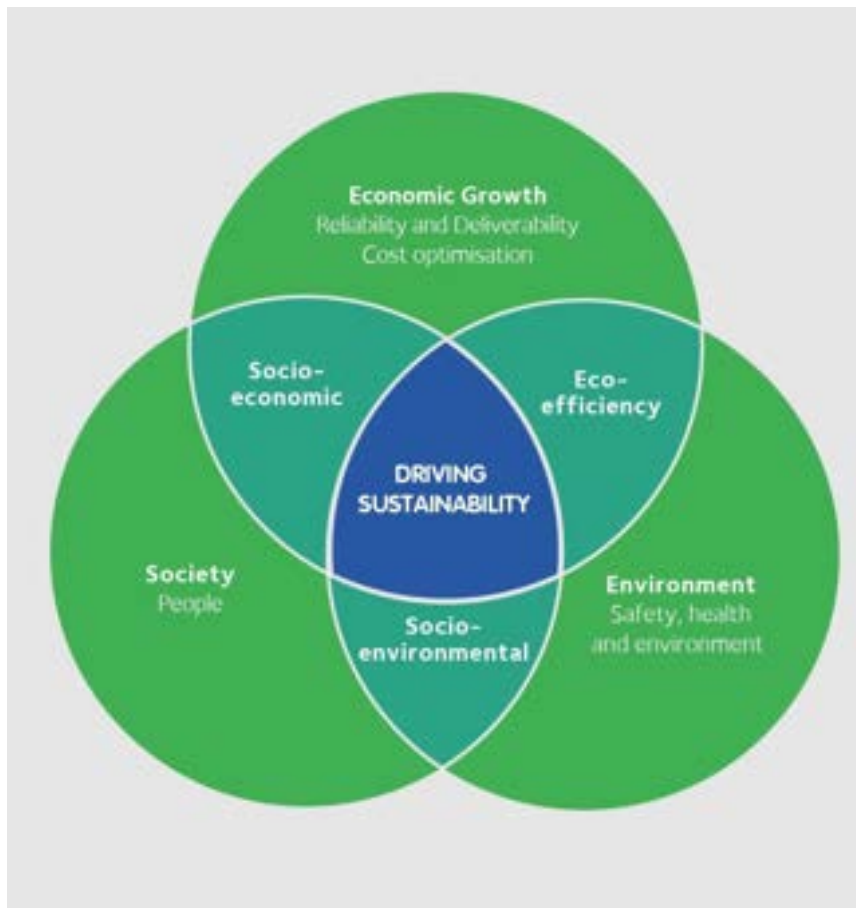 Economic Growth
Reliability and Deliverability
Cost optimisation
Socio-
economic
Eco-
efficiency
DRIVING
SUSTAINABILITY
Society
People
Environment
Safety, health
and environment
Socio-
environmental